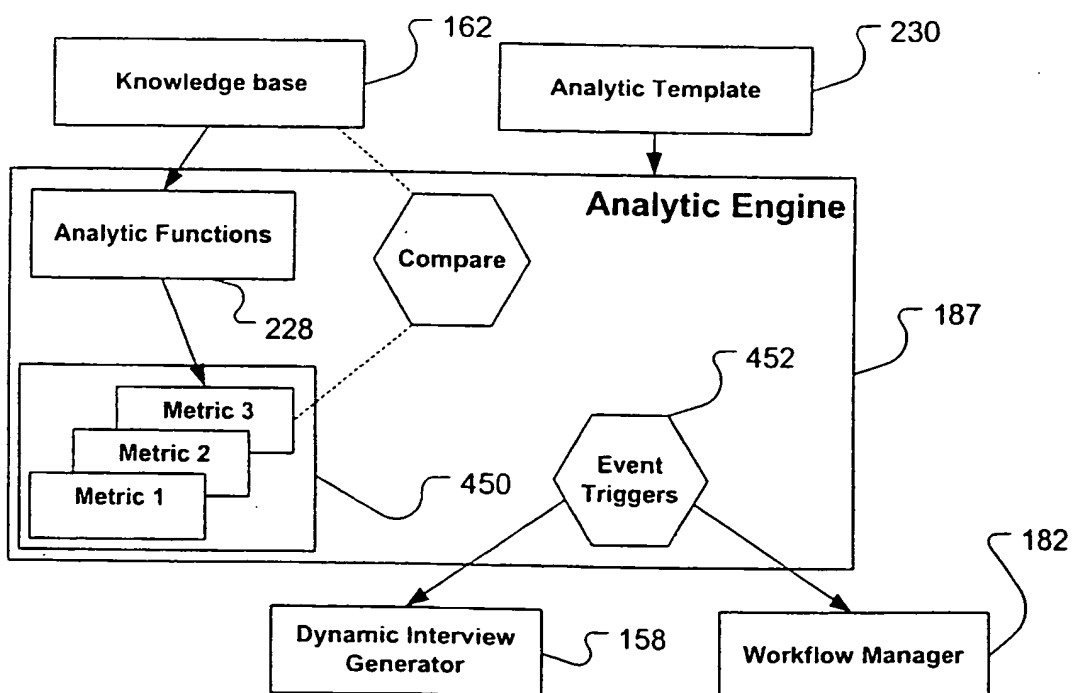 162
230
Knowledge base
Analytic Template
Analytic Engine
Analytic Functions
Compare
228
187
452
Metric 3
Metric 2
Metric 1
450
Event
Triggers
182
Dynamic Interview
Generator
158
Workflow Manager